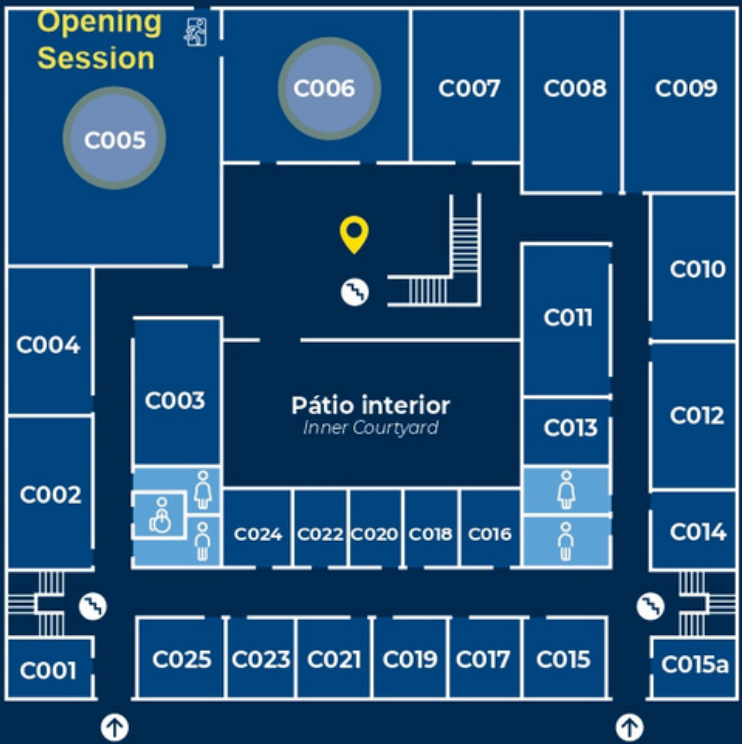 Opening
Session
C005
C006
C007
C008
C009
C004
C010
C011
C003
Pátio interior
Inner Courtyard
C012
C013
C002
C024
C022
C020
C018
C016
C014
C001
C025
C023
C021
C019
C017
C015
C015a